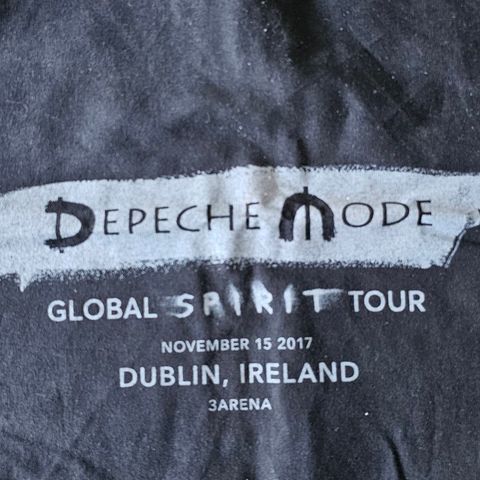 DEPECHE MODE
GLOBAL SPIRIT TOUR
NOVEMBER 15 2017
DUBLIN, IRELAND
3ARENA